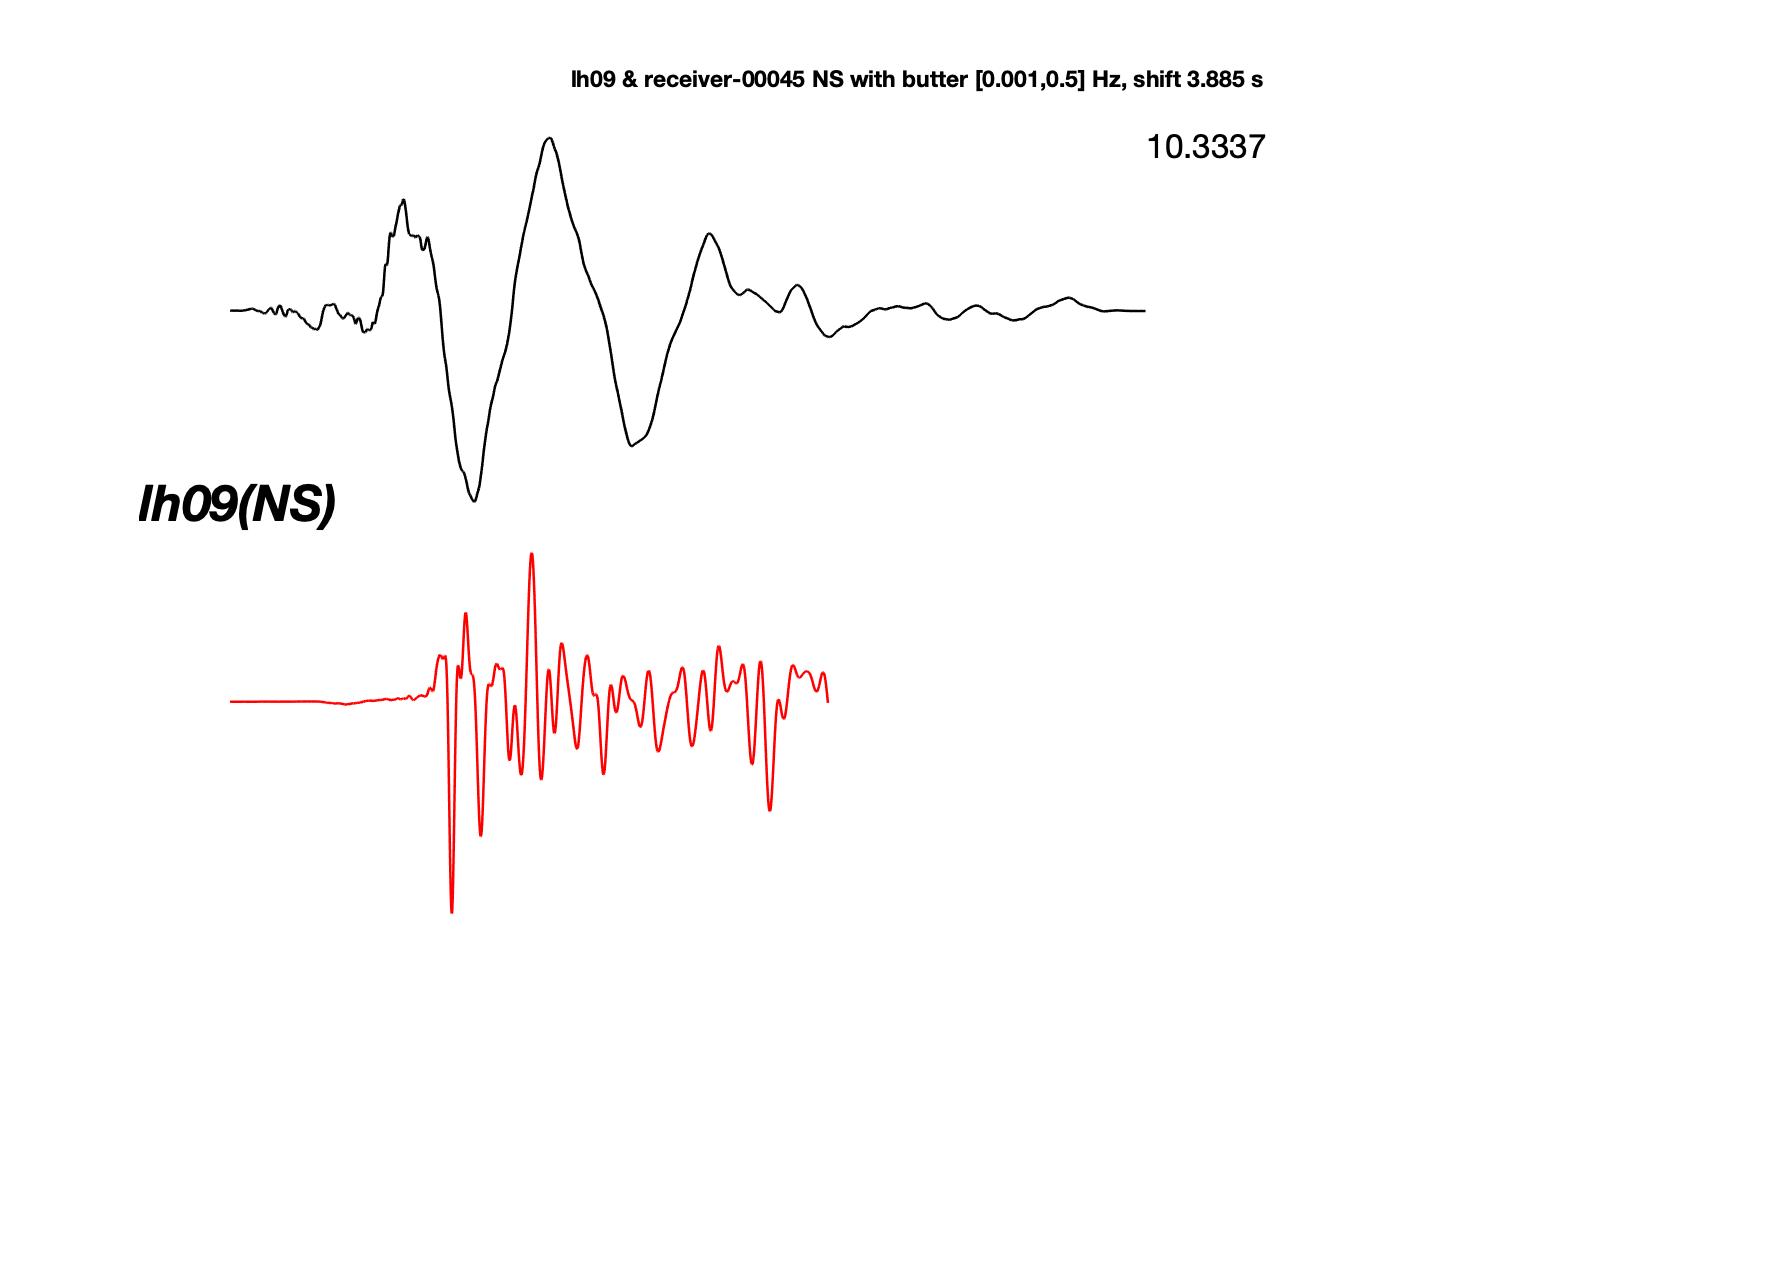 lh09 & receiver-00045 NS with butter [0.001,0.5] Hz, shift 3.885 s
10.3337
lh09(NS)